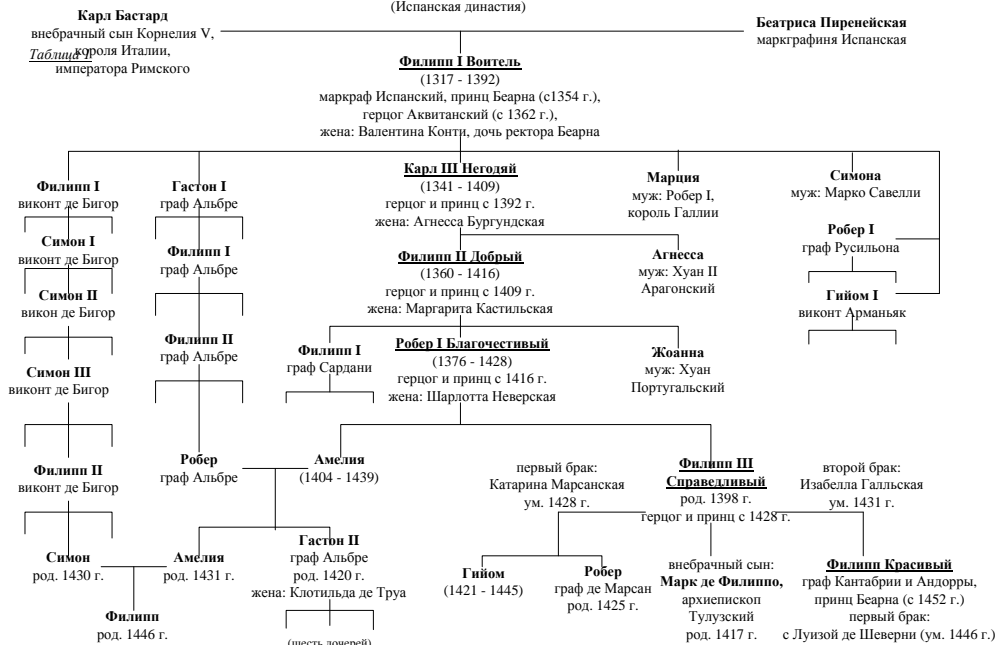 (Испанская династия)
Карл Бастард
внебрачный сын Корнелия V,
короля Италии,
императора Римского
Таблица II
Беатриса Пиренейская
маркграфиня Испанская
Филипп I Воитель
(1317 - 1392)
маркраф Испанский, принц Беарна (с1354 г.),
герцог Аквитанский (с 1362 г.),
жена: Валентина Конти, дочь ректора Беарна
Филипп I
виконт де Бигор
Гастон I
граф Альбре
Карл III Негодяй
(1341 - 1409)
герцог и принц с 1392 г.
жена: Агнесса Бургундская
Марция
муж: Робер I,
король Галлии
Симона
муж: Марко Савелли
Симон I
виконт де Бигор
Филипп I
граф Альбре
Филипп II Добрый
(1360 - 1416)
герцог и принц с 1409 г.
жена: Маргарита Кастильская
Агнесса
муж: Хуан II
Арагонский
Робер I
граф Русильона
Симон II
викон де Бигор
Гийом I
виконт Арманьяк
Филипп II
граф Альбре
Филипп I
граф Сардани
Робер I Благочестивый
(1376 - 1428)
герцог и принц с 1416 г.
жена: Шарлотта Неверская
Жоанна
муж: Хуан
Португальский
Симон III
виконт де Бигор
Филипп II
виконт де Бигор
Робер
граф Альбре
Амелия
(1404 - 1439)
первый брак:
Катарина Марсанская
ум. 1428 г.
Филипп III
Справедливый
род. 1398 г.
герцог и принц с 1428 г.
второй брак:
Изабелла Галльская
ум. 1431 г.
Симон
род. 1430 г.
Амелия
род. 1431 г.
Гастон II
граф Альбре
род. 1420 г.
жена: Клотильда де Труа
(шесть дочерей)
Гийом
(1421 - 1445)
Робер
граф де Марсан
род. 1425 г.
внебрачный сын:
Марк де Филиппо,
архиепископ
Тулузский
род. 1417 г.
Филипп Красивый
граф Кантабрии и Андорры,
принц Беарна (с 1452 г.)
первый брак:
с Луизой де Шеверни (ум. 1446 г.)
Филипп
род. 1446 г.